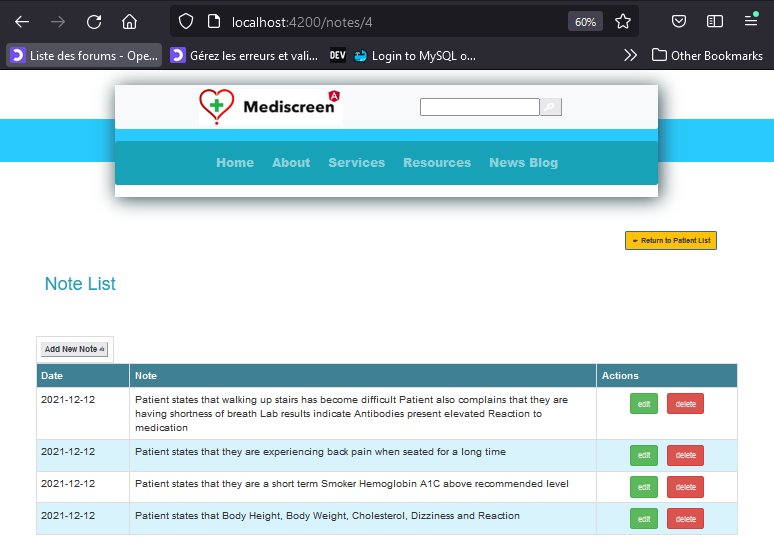 localhost:4200/notes/4
60%
Liste des forums - Ope...
Gérez les erreurs et vali...
DEV
Login to MySQL o...
Other Bookmarks
Mediscreen
A
Home About Services Resources News Blog
Return to Patient List
Note List
Add New Note
Date Note Actions
2021-12-12 Patient states that walking up stairs has become difficult Patient also complains that they are edit delete
having shortness of breath Lab results indicate Antibodies present elevated Reaction to
medication
2021-12-12 Patient states that they are experiencing back pain when seated for a long time edit delete
2021-12-12 Patient states that they are a short term Smoker Hemoglobin A1C above recommended level edit delete
2021-12-12 Patient states that Body Height, Body Weight, Cholesterol, Dizziness and Reaction edit delete